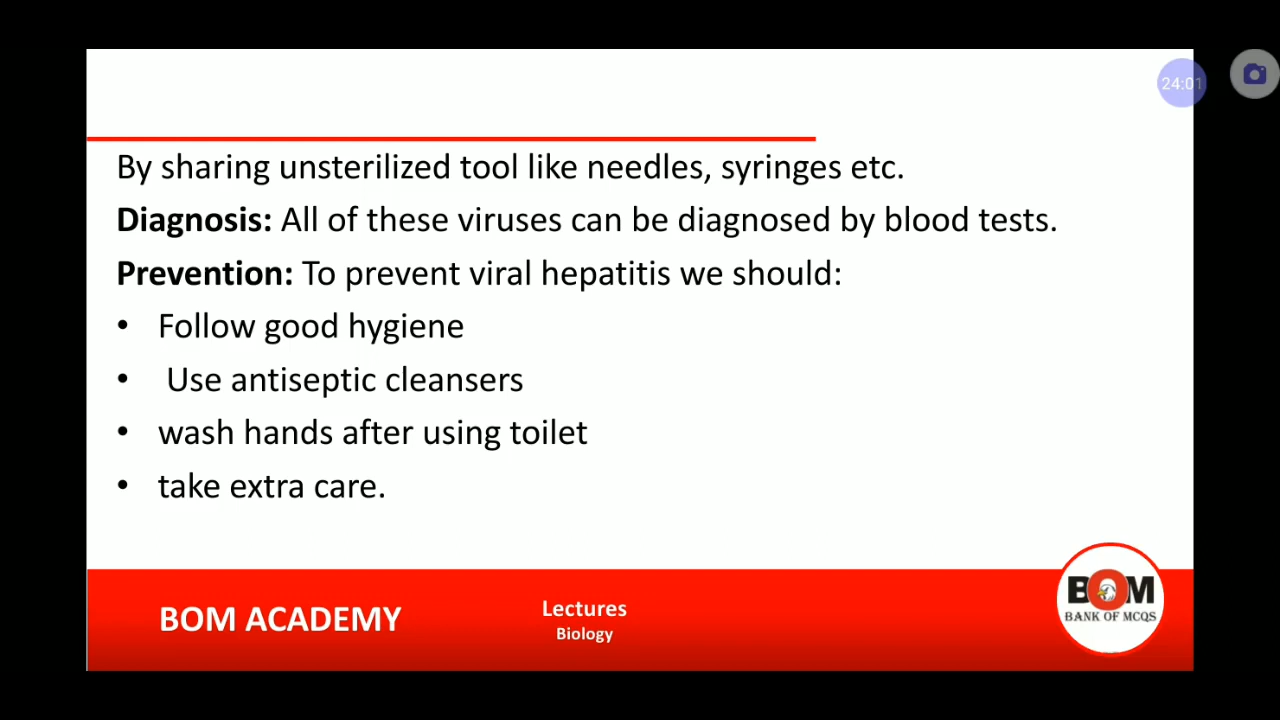 24:01
By sharing unsterilized tool like needles, syringes etc.
Diagnosis: All of these viruses can be diagnosed by blood tests.
Prevention: To prevent viral hepatitis we should:
• Follow good hygiene
• Use antiseptic cleansers
• wash hands after using toilet
• take extra care.
BOM ACADEMY
Lectures
Biology
BOM
BANK OF MCQS